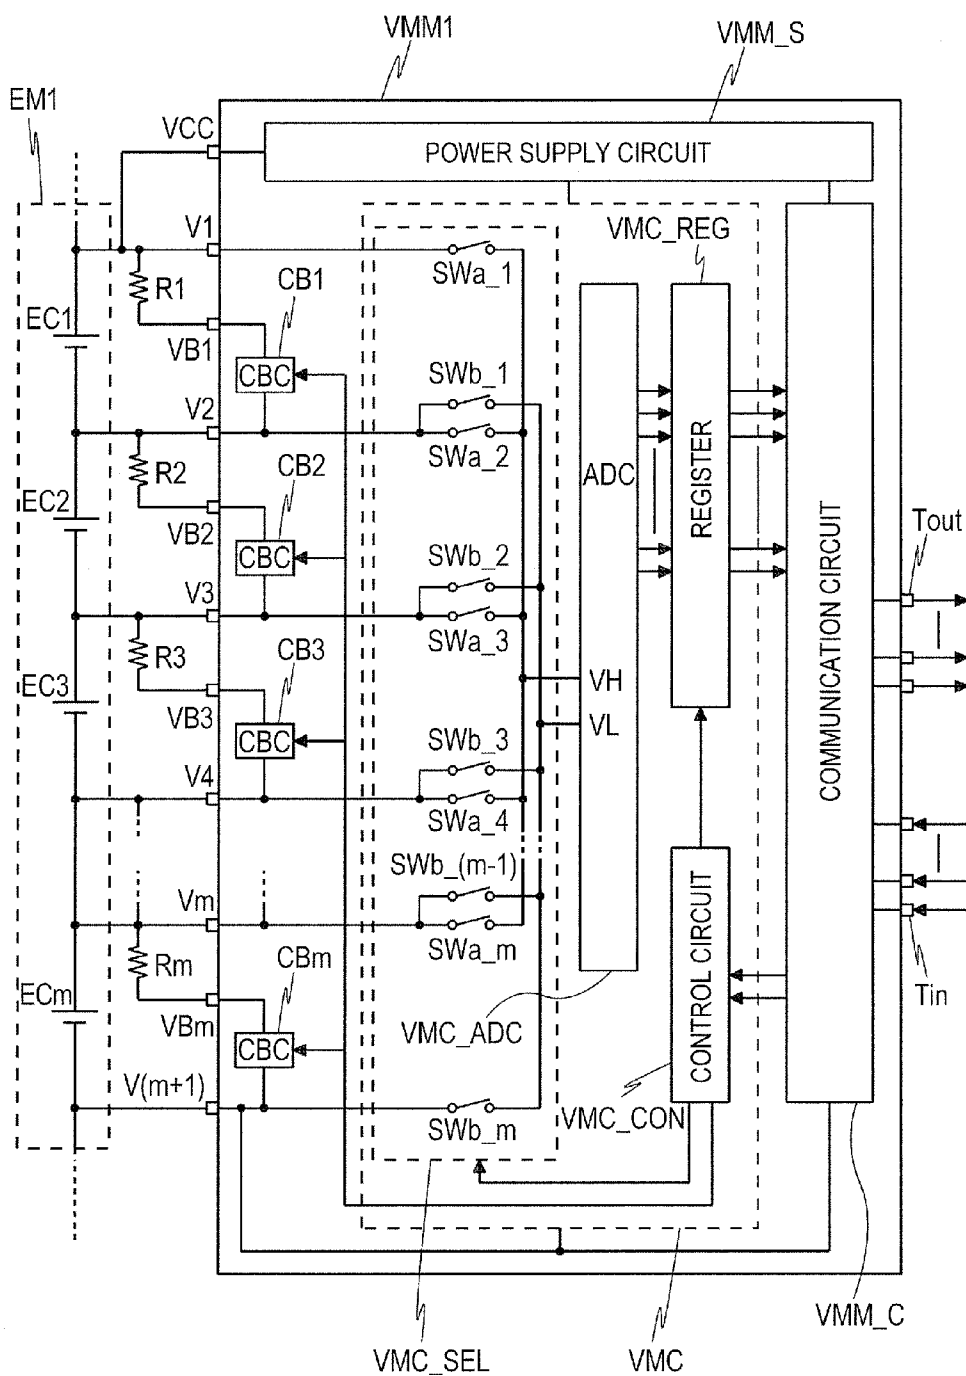 VMM1
VMM_S
EM1
VCC
POWER SUPPLY CIRCUIT
V1
VMC_REG
SWa_1
R1
CB1
EC1
VB1
CBC
SWb_1
V2
SWa_2
R2
CB2
ADC
REGISTER
COMMUNICATION CIRCUIT
EC2
VB2
CBC
SWb_2
Tout
V3
SWa_3
R3
CB3
VH
EC3
VB3
CBC
VL
SWb_3
V4
SWa_4
SWb_(m-1)
Vm
SWa_m
Rm
CBm
CONTROL CIRCUIT
ECm
VBm
CBC
VMC_ADC
Tin
V(m+1)
SWb_m
VMC_CON
VMM_C
VMC_SEL
VMC